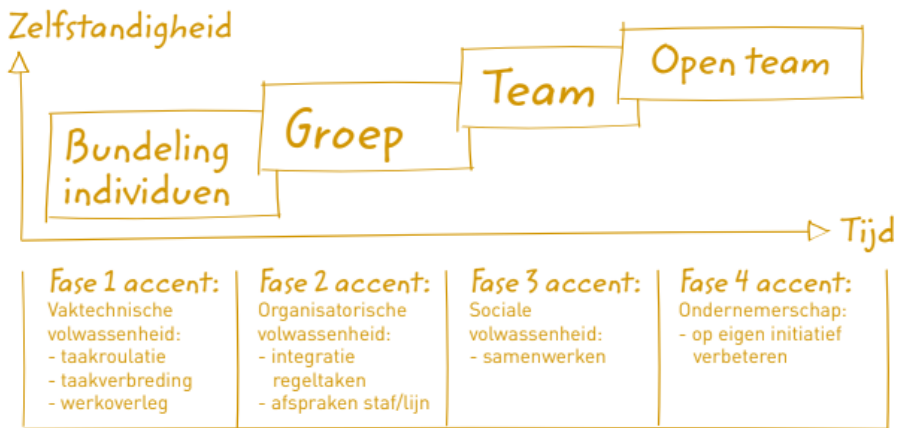 Zelfstandigheid
Bundeling
individuen
Groep
Team
Open team
Tijd
Fase 1 accent:
Vaktechnische
volwassenheid:
- taakroulatie
- taakverbreding
- werkoverleg
Fase 2 accent:
Organisatorische
volwassenheid:
- integratie
regeltaken
- afspraken staf/lijn
Fase 3 accent:
Sociale
volwassenheid:
- samenwerken
Fase 4 accent:
Ondernemerschap:
- op eigen initiatief
verbeteren